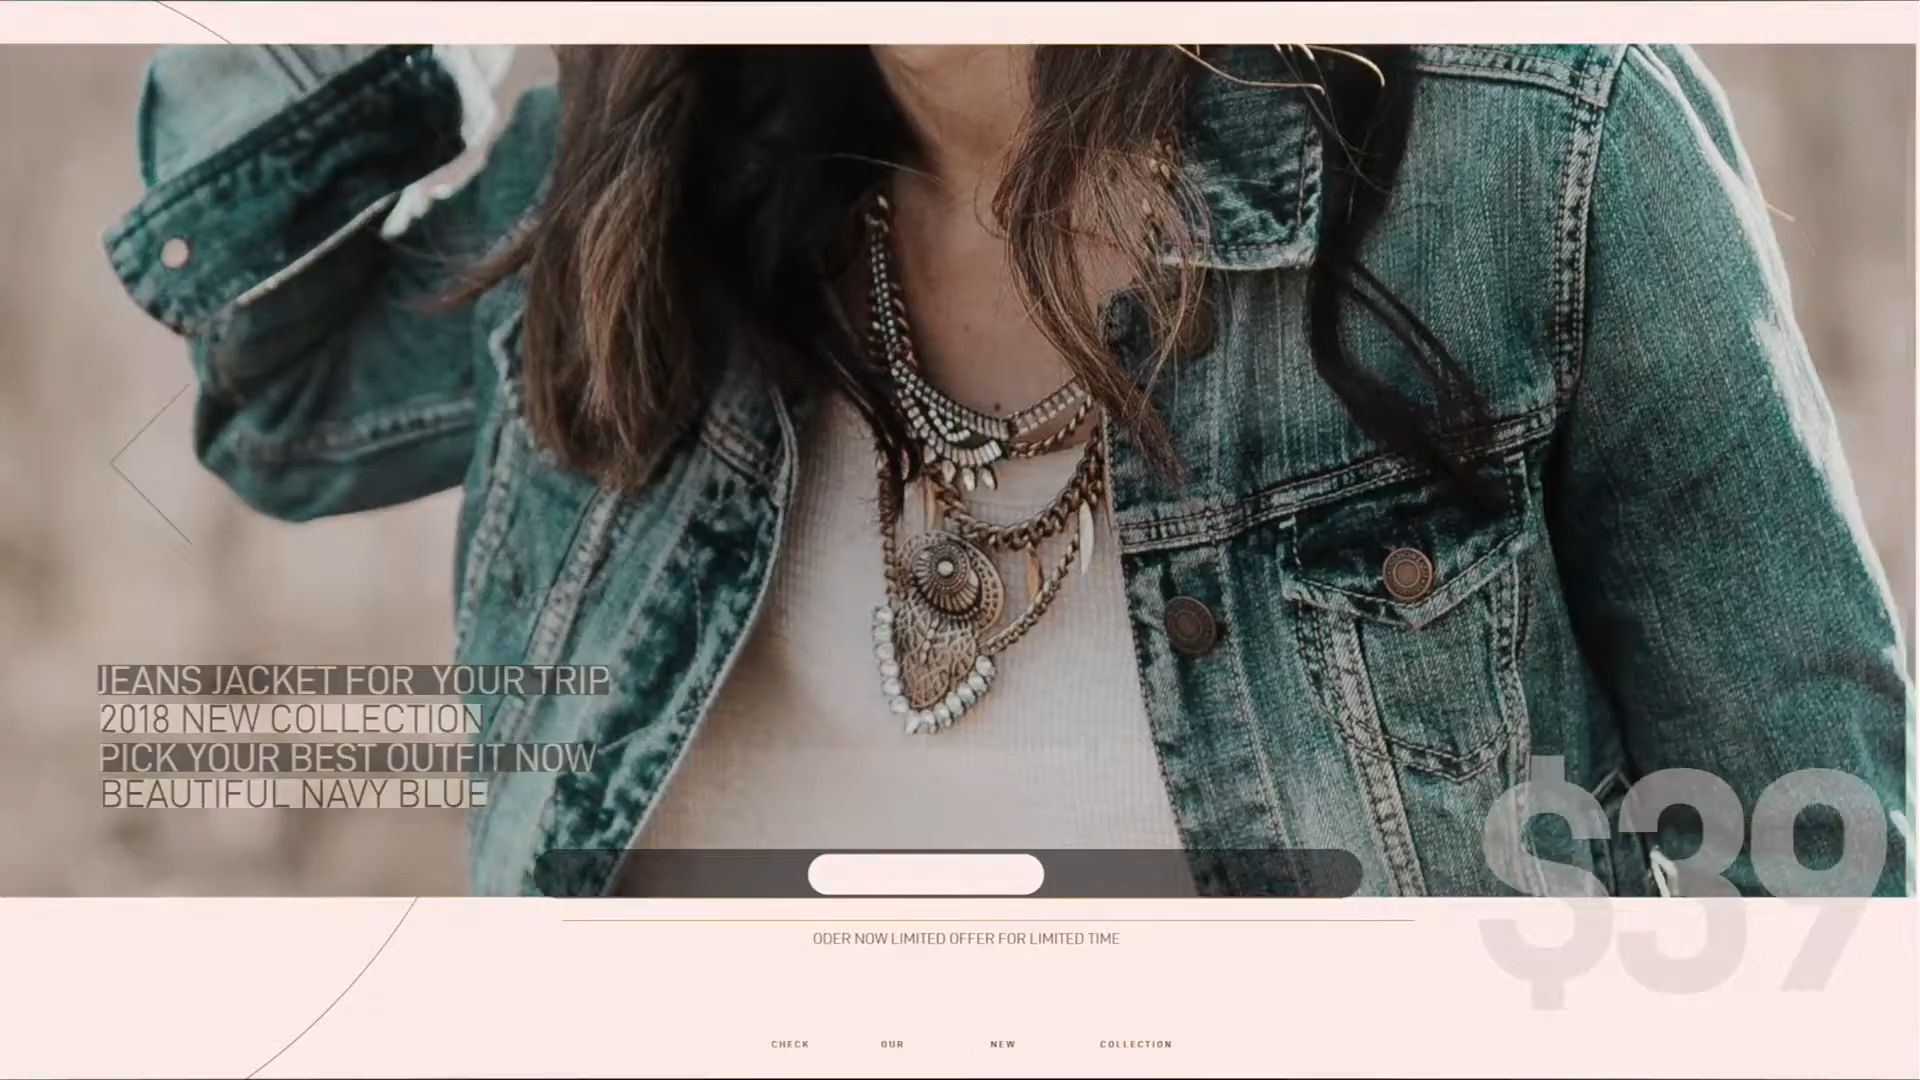 JEANS JACKET FOR YOUR TRIP
2018 NEW COLLECTION
PICK YOUR BEST OUTFIT NOW
BEAUTIFUL NAVY BLUE
$39
ODER NOW LIMITED OFFER FOR LIMITED TIME
CHECK OUR NEW COLLECTION